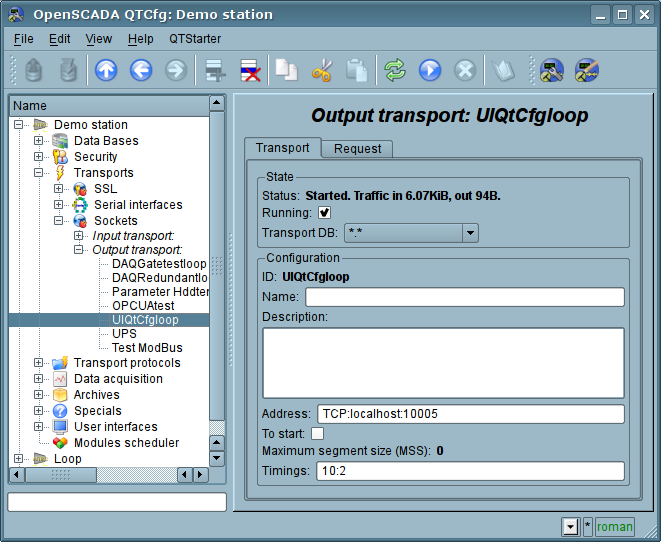 OpenSCADA QTCfg: Demo station
File Edit View Help QTStarter
Name
Demo station
Data Bases
Security
Transports
SSL
Serial interfaces
Sockets
Input transport:
Output transport:
DAQGatetestloop
DAQRedundantlo
Parameter Hddter
OPCUAtest
UIQtCfgloop
UPS
Test ModBus
Transport protocols
Data acquisition
Archives
Specials
User interfaces
Modules scheduler
Loop
Output transport: UIQtCfgloop
Transport Request
State
Status: Started. Traffic in 6.07KiB, out 94B.
Running:
Transport DB: *.*
Configuration
ID: UIQtCfgloop
Name:
Description:
Address: TCP:localhost:10005
To start:
Maximum segment size (MSS): 0
Timings: 10:2
* roman